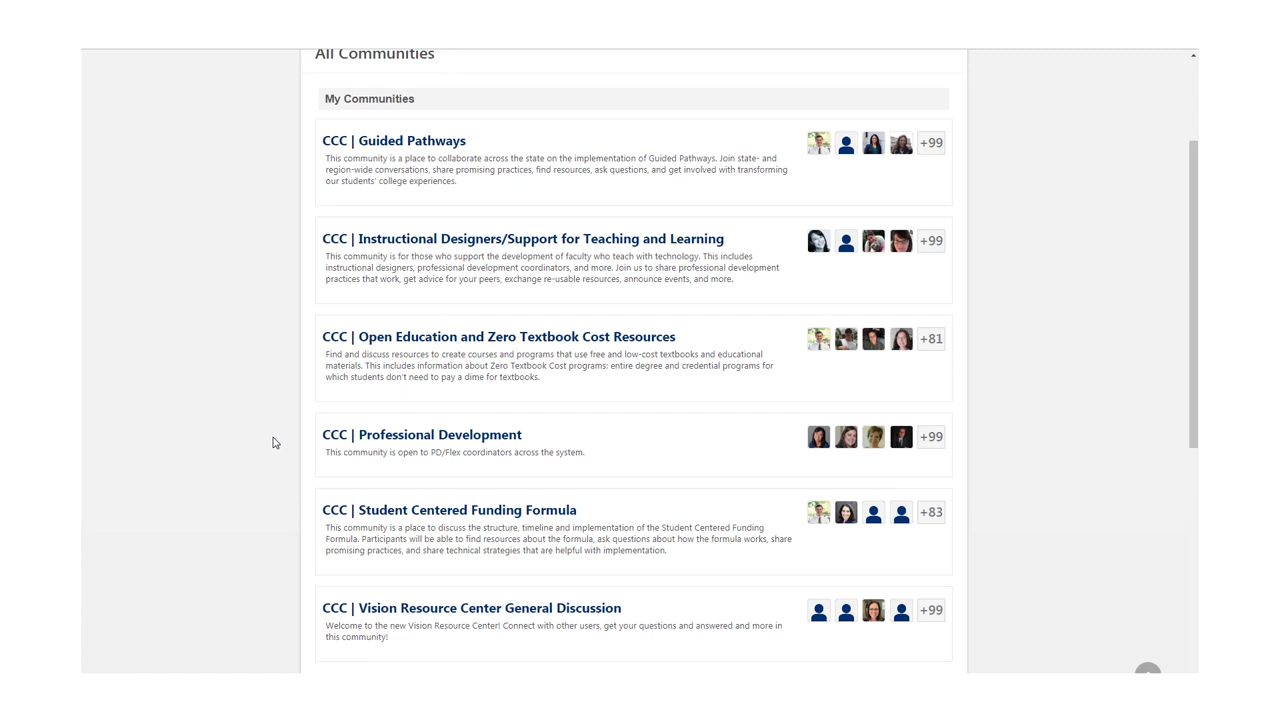 All Communities
My Communities
CCC | Guided Pathways
+99
This community is a place to collaborate across the state on the implementation of Guided Pathways. Join state- and
region-wide conversations, share promising practices, find resources, ask questions, and get involved with transforming
our students' college experiences.
CCC | Instructional Designers/Support for Teaching and Learning
+99
This community is for those who support the development of faculty who teach with technology. This includes
instructional designers, professional development coordinators, and more. Join us to share professional development
practices that work, get advice for your peers, exchange re-usable resources, announce events, and more.
CCC | Open Education and Zero Textbook Cost Resources
+81
Find and discuss resources to create courses and programs that use free and low-cost textbooks and educational
materials. This includes information about Zero Textbook Cost programs: entire degree and credential programs for
which students don't need to pay a dime for textbooks.
CCC | Professional Development
+99
This community is open to PD/Flex coordinators across the system.
CCC | Student Centered Funding Formula
+83
This community is a place to discuss the structure, timeline and implementation of the Student Centered Funding
Formula. Participants will be able to find resources about the formula, ask questions about how the formula works, share
promising practices, and share technical strategies that are helpful with implementation.
CCC | Vision Resource Center General Discussion
+99
Welcome to the new Vision Resource Center! Connect with other users, get your questions and answered and more in
this community!